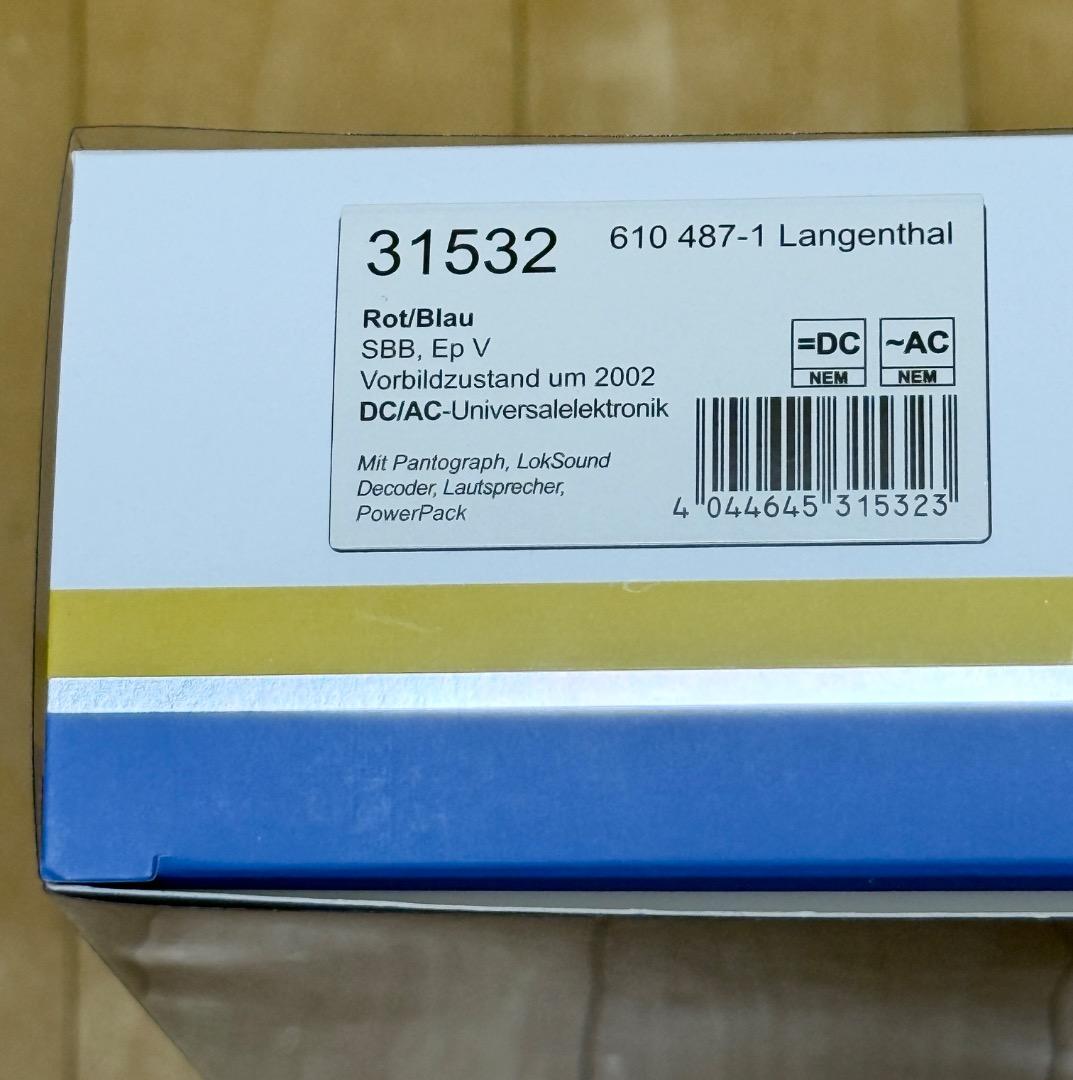 31532 610 487-1 Langenthal
Rot/Blau
SBB, Ep V
Vorbildzustand um 2002
DC/AC-Universalelektronik
=DC ~AC
NEM NEM
Mit Pantograph, LokSound
Decoder, Lautsprecher,
PowerPack
4 044645 315323